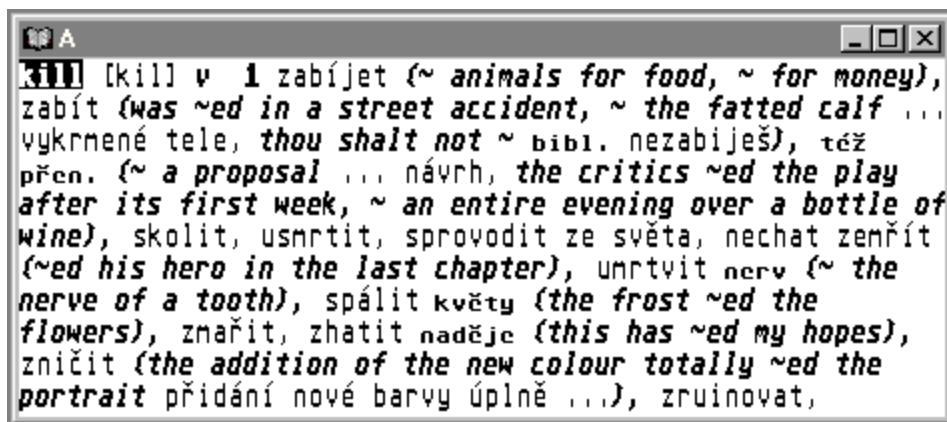 A
kill [kil] v 1 zabíjet (~ animals for food, ~ for money),
zabít (was ~ed in a street accident, ~ the fatted calf ...
vykrmené tele, thou shalt not ~ bibl. nezabiješ), též
přen. (~ a proposal ... návrh, the critics ~ed the play
after its first week, ~ an entire evening over a bottle of
wine), skolit, usmrtit, sprovodit ze světa, nechat zemřít
(~ed his hero in the last chapter), umrtvit nerv (~ the
nerve of a tooth), spálit květy (the frost ~ed the
flowers), zmařit, zhatit naděje (this has ~ed my hopes),
zničit (the addition of the new colour totally ~ed the
portrait přidání nové barvy úplně ...), zruinovat,